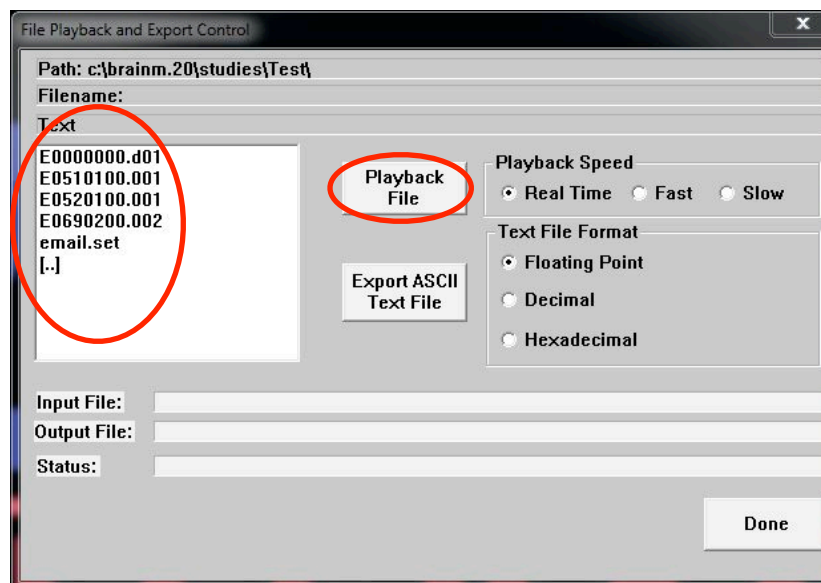 File Playback and Export Control
x
Path: c:\brainm.20\studies\Test\
Filename:
Text
E0000000.d01
E0510100.001
E0520100.001
E0690200.002
email.set
[..]
Playback
File
Export ASCII
Text File
Playback Speed
Real Time Fast Slow
Text File Format
Floating Point
Decimal
Hexadecimal
Input File:
Output File:
Status:
Done